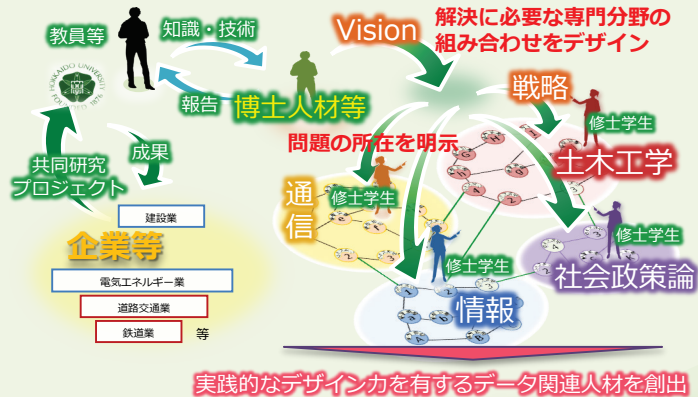 教員等
知識・技術
報告
博士人材等
Vision
解決に必要な専門分野の
組み合わせをデザイン
戦略
問題の所在を明示
HOKKAIDO UNIVERSITY
共同研究
プロジェクト
成果
企業等
建設業
電気エネルギー業
道路交通業
鉄道業
等
通信
修士学生
修士学生
土木工学
修士学生
社会政策論
修士学生
情報
実践的なデザイン力を有するデータ関連人材を創出